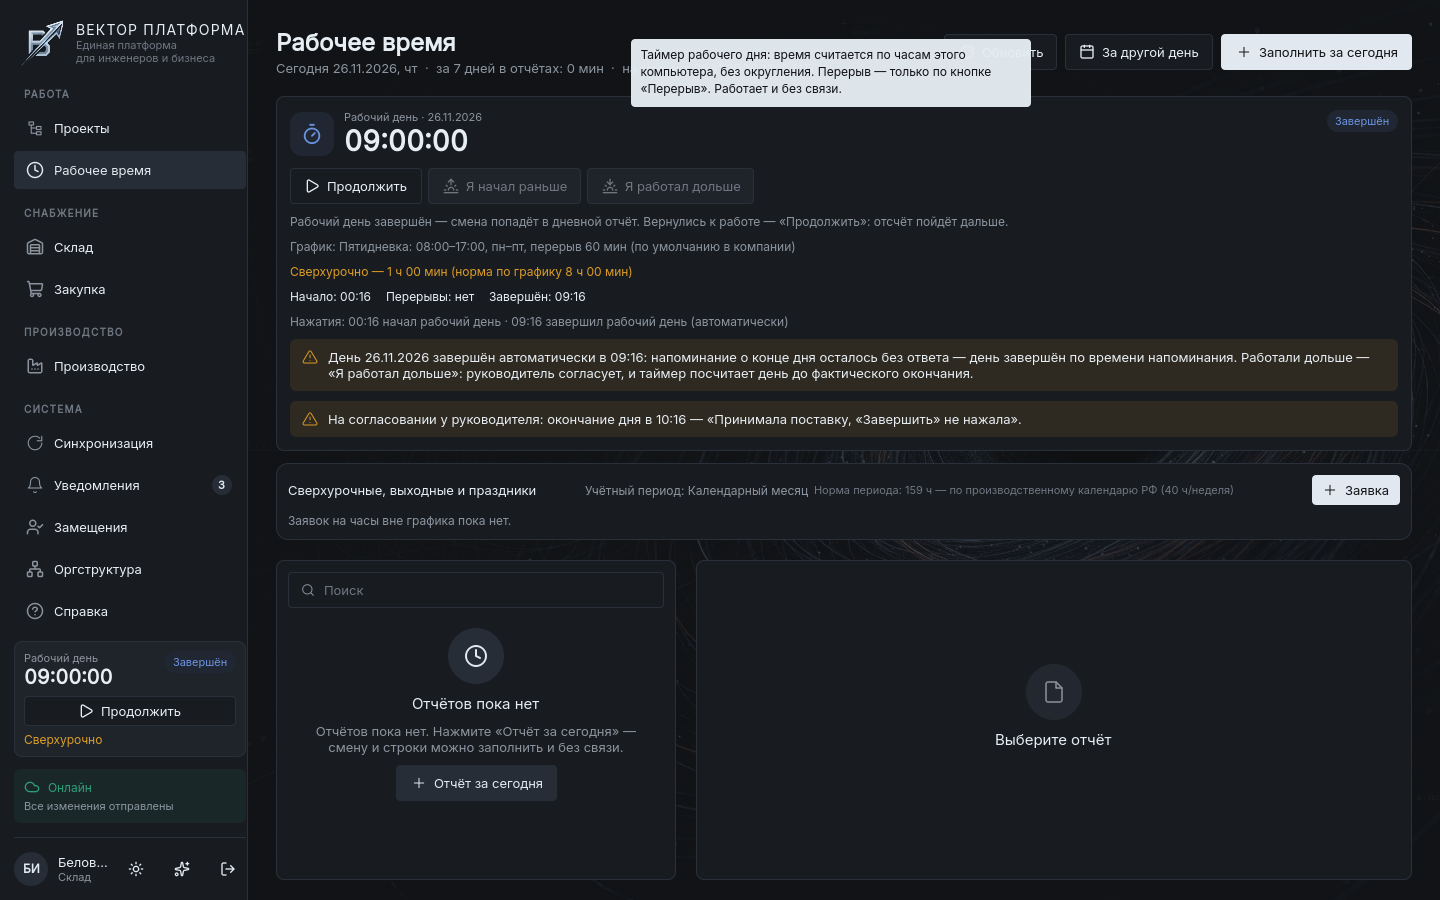 ВЕКТОР ПЛАТФОРМА
Единая платформа
для инженеров и бизнеса
РАБОТА
Проекты
Рабочее время
СНАБЖЕНИЕ
Склад
Закупка
ПРОИЗВОДСТВО
Производство
СИСТЕМА
Синхронизация
Уведомления 3
Замещения
Оргструктура
Справка
Рабочий день
Завершён
09:00:00
Продолжить
Сверхурочно
Онлайн
Все изменения отправлены
БИ
Белов...
Склад
Рабочее время
Сегодня 26.11.2026, чт · за 7 дней в отчётах: 0 мин ·
Таймер рабочего дня: время считается по часам этого
компьютера, без округления. Перерыв — только по кнопке
«Перерыв». Работает и без связи.
Обновить
За другой день
Заполнить за сегодня
Рабочий день · 26.11.2026
09:00:00
Завершён
Продолжить
Я начал раньше
Я работал дольше
Рабочий день завершён — смена попадёт в дневной отчёт. Вернулись к работе — «Продолжить»: отсчёт пойдёт дальше.
График: Пятидневка: 08:00–17:00, пн–пт, перерыв 60 мин (по умолчанию в компании)
Сверхурочно — 1 ч 00 мин (норма по графику 8 ч 00 мин)
Начало: 00:16 Перерывы: нет Завершён: 09:16
Нажатия: 00:16 начал рабочий день · 09:16 завершил рабочий день (автоматически)
День 26.11.2026 завершён автоматически в 09:16: напоминание о конце дня осталось без ответа — день завершён по времени напоминания. Работали дольше —
«Я работал дольше»: руководитель согласует, и таймер посчитает день до фактического окончания.
На согласовании у руководителя: окончание дня в 10:16 — «Принимала поставку, «Завершить» не нажала».
Сверхурочные, выходные и праздники
Учётный период: Календарный месяц Норма периода: 159 ч — по производственному календарю РФ (40 ч/неделя)
Заявка
Заявок на часы вне графика пока нет.
Поиск
Отчётов пока нет
Отчётов пока нет. Нажмите «Отчёт за сегодня» —
смену и строки можно заполнить и без связи.
Отчёт за сегодня
Выберите отчёт